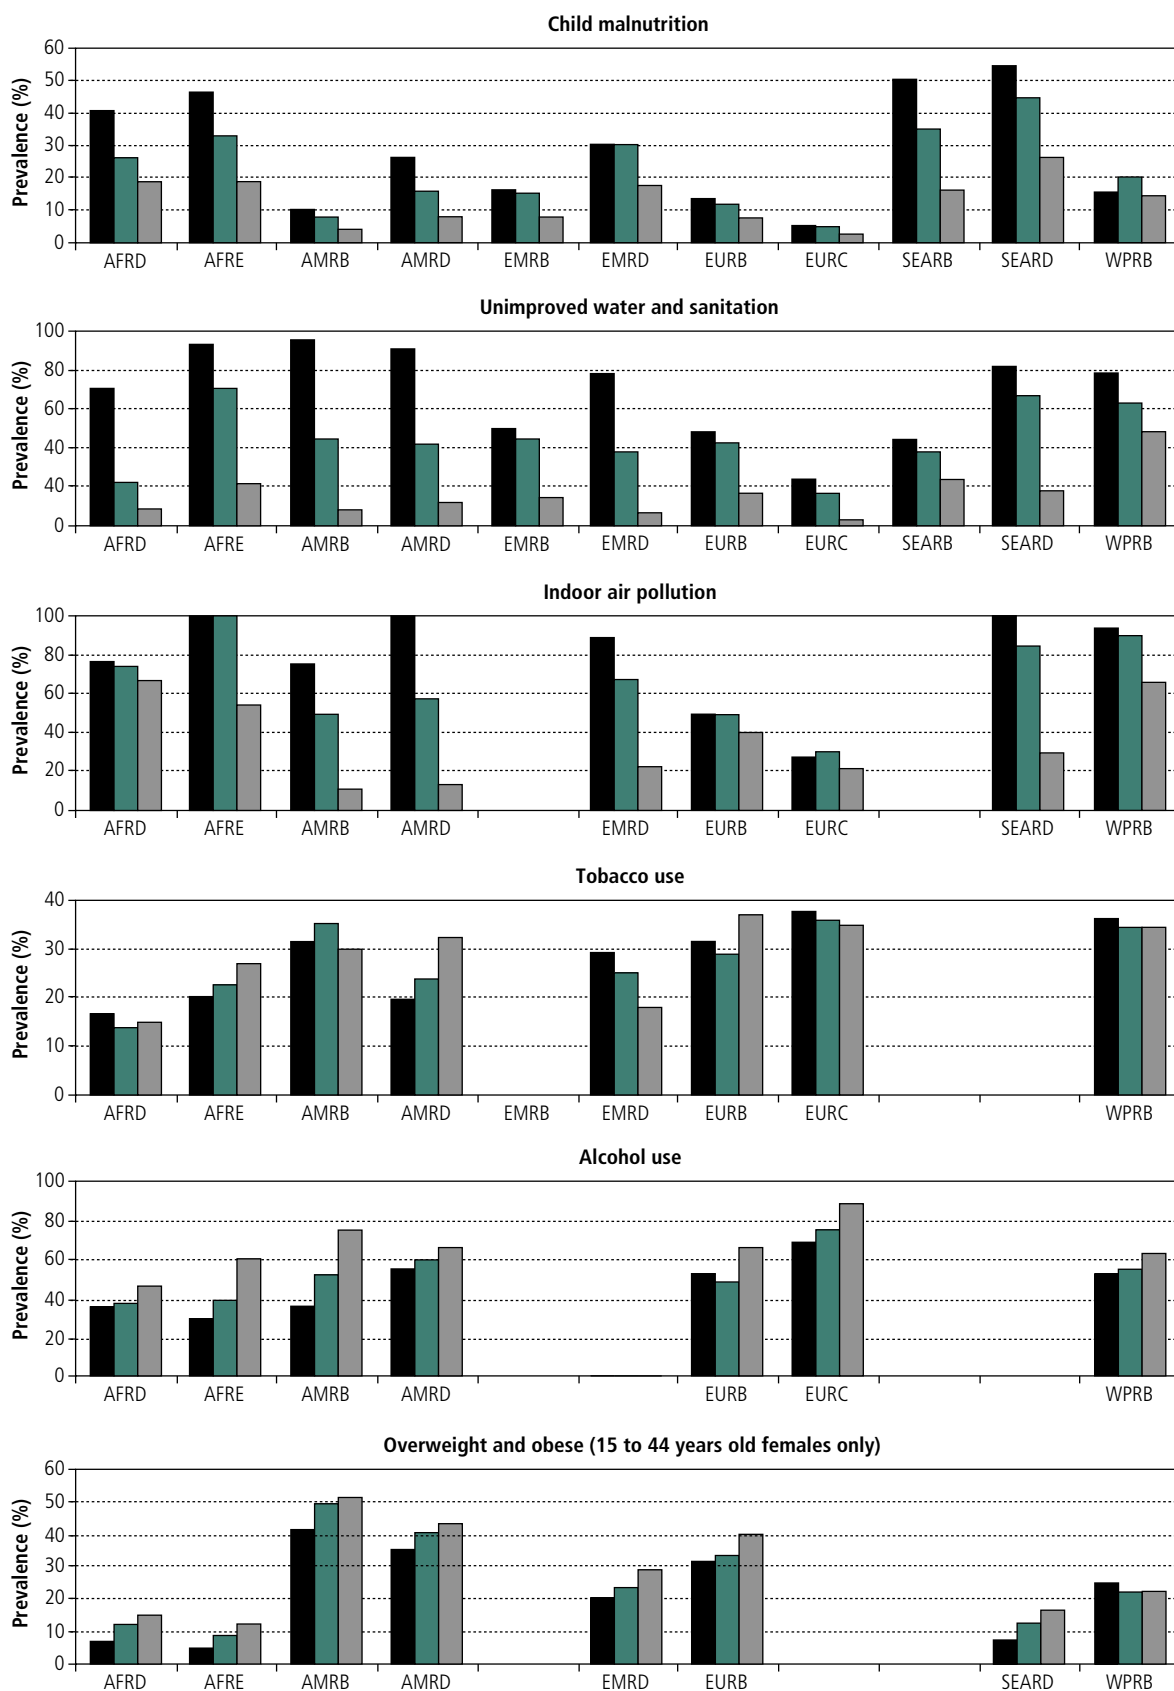 Child malnutrition
Prevalence (%)
60
50
40
30
20
10
0
AFRD AFRE AMRB AMRD EMRB EMRD EURB EURC SEARB SEARD WPRB
Unimproved water and sanitation
Prevalence (%)
100
80
60
40
40
0
AFRD AFRE AMRB AMRD EMRB EMRD EURB EURC SEARB SEARD WPRB
Indoor air pollution
Prevalence (%)
100
80
60
40
20
0
AFRD AFRE AMRB AMRD EMRD EURB EURC SEARD WPRB
Tobacco use
Prevalence (%)
40
30
20
10
0
AFRD AFRE AMRB AMRD EMRB EMRD EURB EURC WPRB
Alcohol use
Prevalence (%)
100
80
60
40
20
0
AFRD AFRE AMRB AMRD EURB EURC WPRB
Overweight and obese (15 to 44 years old females only)
Prevalence (%)
60
50
40
30
20
10
0
AFRD AFRE AMRB AMRD EMRD EURB SEARD WPRB